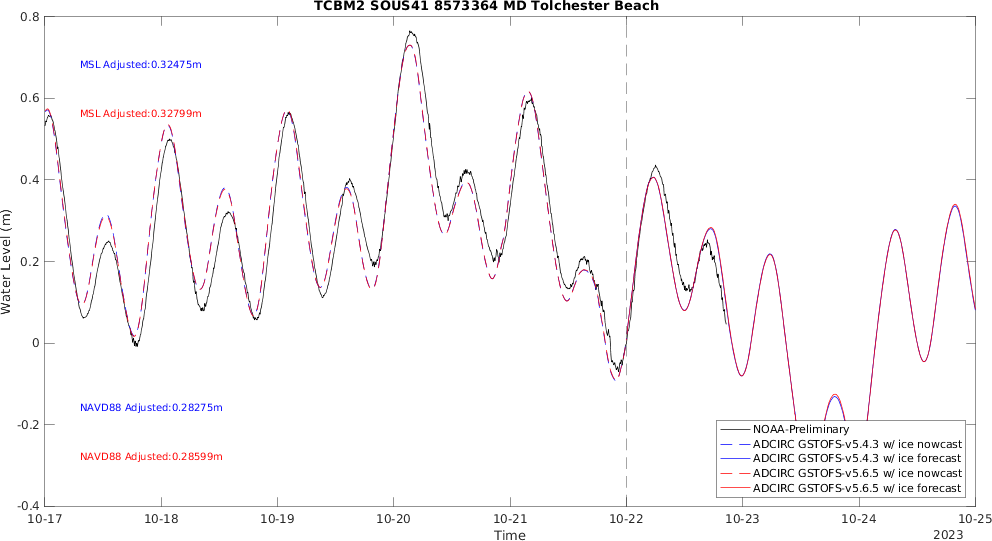 TCBM2 SOUS41 8573364 MD Tolchester Beach
Water Level (m)
0.8
0.6
0.4
0.2
0
-0.2
-0.4
MSL Adjusted:0.32475m
MSL Adjusted:0.32799m
NAVD88 Adjusted:0.28275m
NAVD88 Adjusted:0.28599m
NOAA-Preliminary
ADCIRC GSTOFS-v5.4.3 w/ ice nowcast
ADCIRC GSTOFS-v5.4.3 w/ ice forecast
ADCIRC GSTOFS-v5.6.5 w/ ice nowcast
ADCIRC GSTOFS-v5.6.5 w/ ice forecast
10-17 10-18 10-19 10-20 10-21 10-22 10-23 10-24 10-25
Time
2023